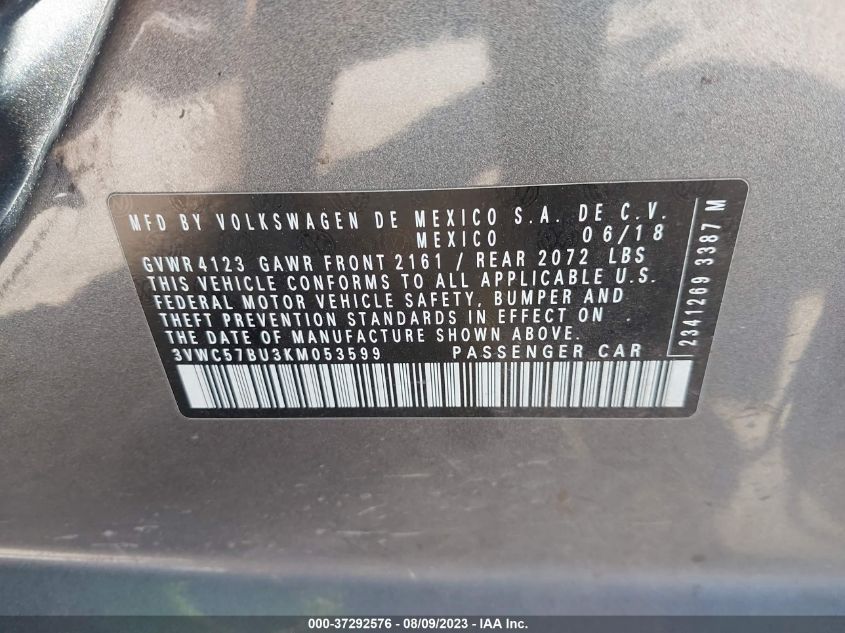 MFD BY VOLKSWAGEN DE MEXICO S.A. DE C.V.
MEXICO 06/18
GVWR 4123 GAWR FRONT 2161 / REAR 2072 LBS
THIS VEHICLE CONFORMS TO ALL APPLICABLE U.S.
FEDERAL MOTOR VEHICLE SAFETY, BUMPER AND
THEFT PREVENTION STANDARDS IN EFFECT ON
THE DATE OF MANUFACTURE SHOWN ABOVE.
3VWC57BU3KM053599 PASSENGER CAR
2341269 3387 M
000-37292576 - 08/09/2023 - IAA Inc.